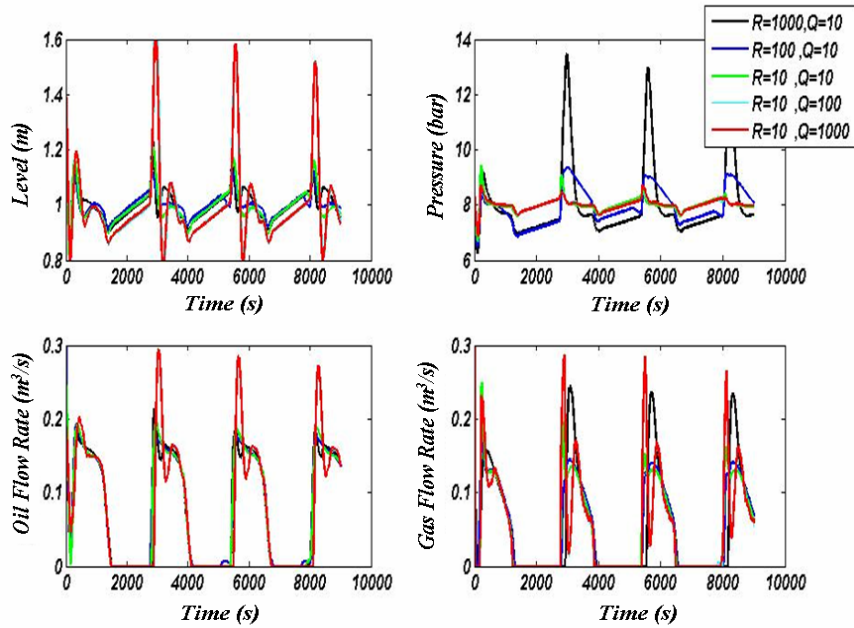 R=1000,Q=10
R=100 ,Q=10
R=10 ,Q=10
R=10 ,Q=100
R=10 ,Q=1000
1.6
1.4
1.2
1
0.8
Level (m)
0 2000 4000 6000 8000 10000
Time (s)
14
12
10
8
6
Pressure (bar)
0 2000 4000 6000 8000 10000
Time (s)
0.3
0.2
0.1
0
Oil Flow Rate (m³/s)
0 2000 4000 6000 8000 10000
Time (s)
0.3
0.2
0.1
0
Gas Flow Rate (m³/s)
0 2000 4000 6000 8000 10000
Time (s)